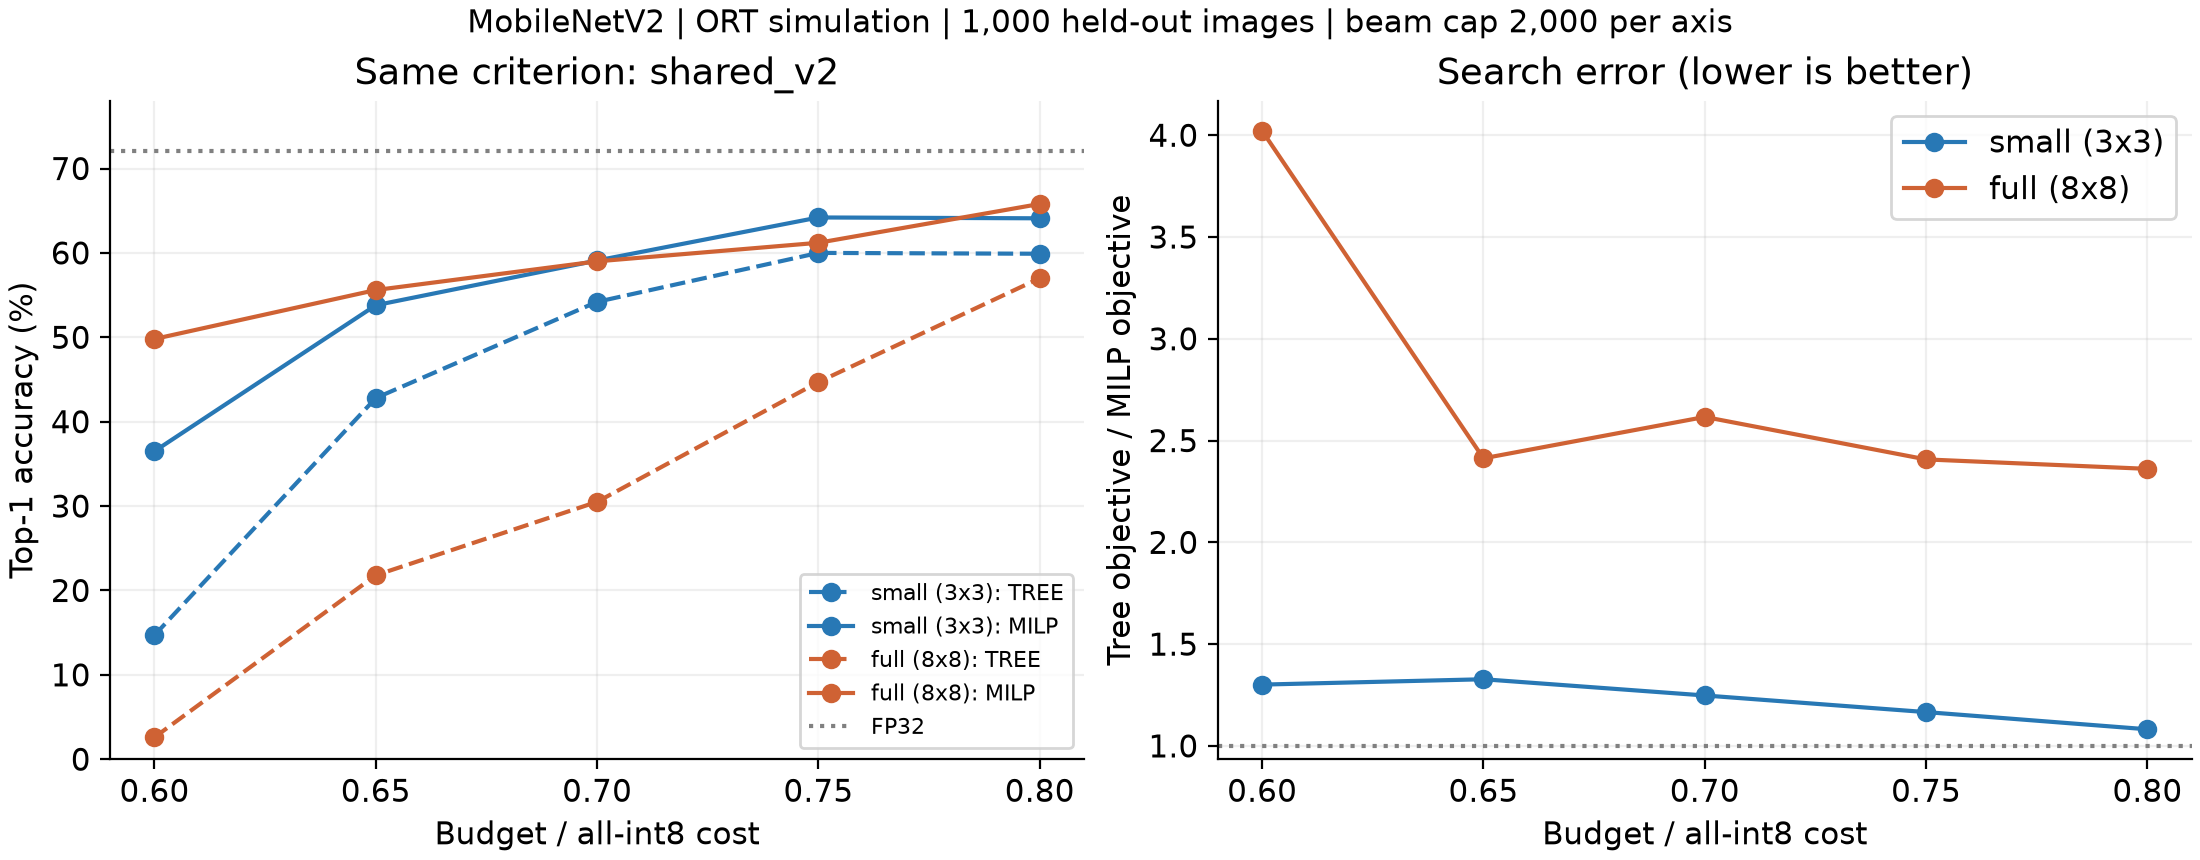 MobileNetV2 | ORT simulation | 1,000 held-out images | beam cap 2,000 per axis
Same criterion: shared_v2
Top-1 accuracy (%)
70
60
50
40
30
20
10
0
small (3x3): TREE
small (3x3): MILP
full (8x8): TREE
full (8x8): MILP
FP32
0.60 0.65 0.70 0.75 0.80
Budget / all-int8 cost
Search error (lower is better)
Tree objective / MILP objective
4.0
3.5
3.0
2.5
2.0
1.5
1.0
small (3x3)
full (8x8)
0.60 0.65 0.70 0.75 0.80
Budget / all-int8 cost